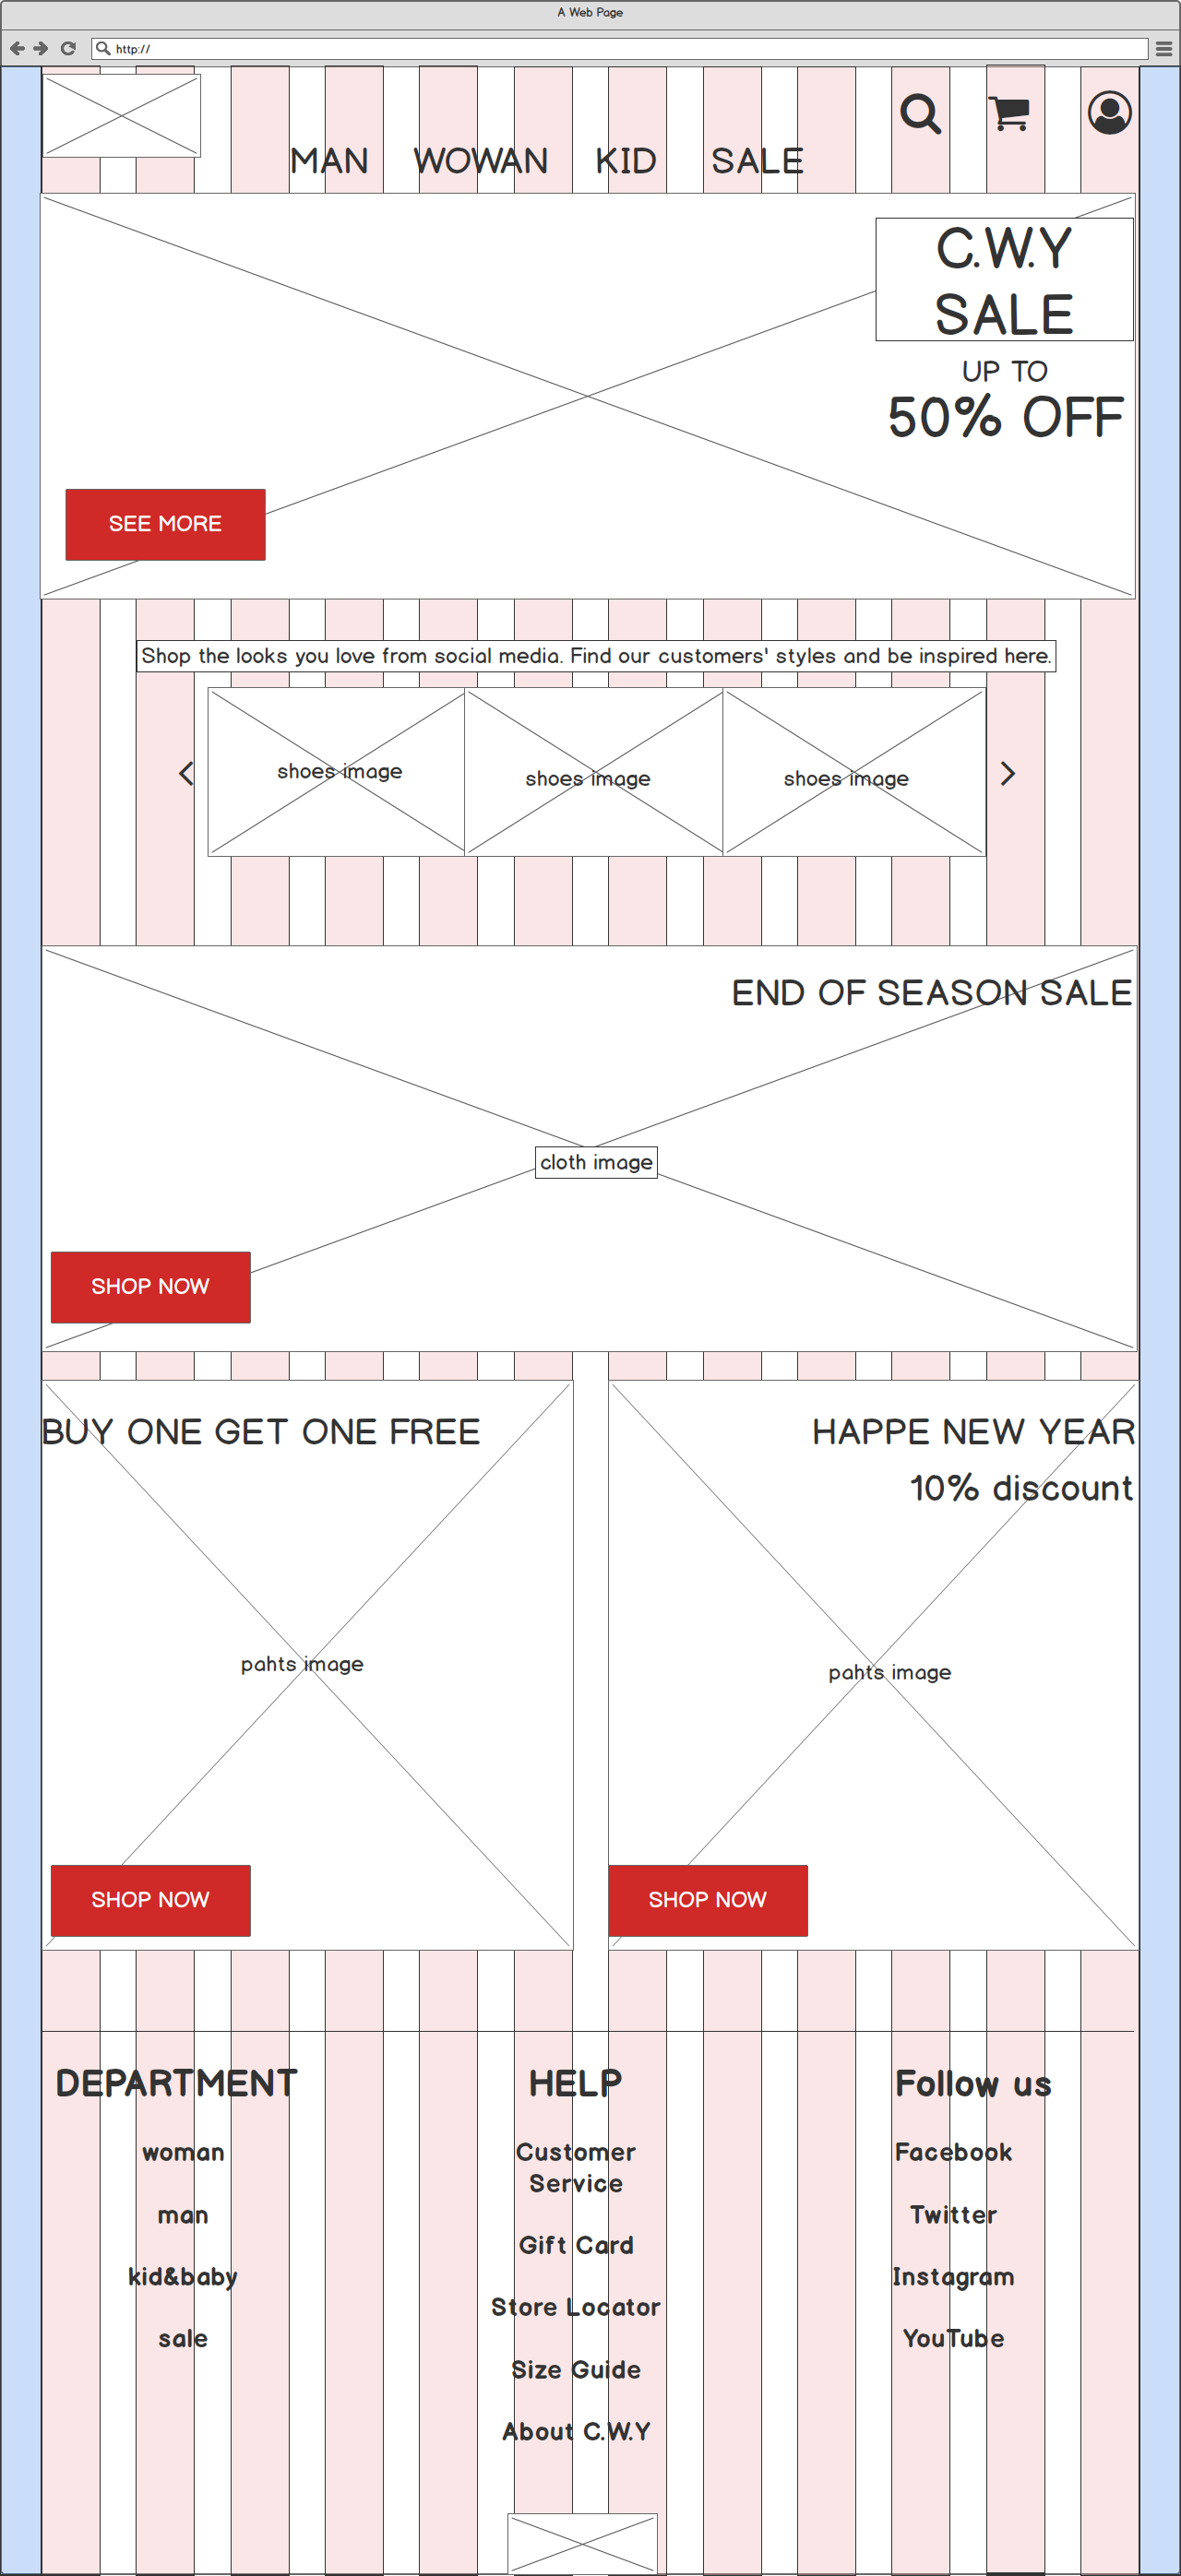 A Web Page
http://
MAN WOWAN KID SALE
C.W.Y
SALE
UP TO
50% OFF
SEE MORE
Shop the looks you love from social media. Find our customers' styles and be inspired here.
shoes image shoes image shoes image
END OF SEASON SALE
cloth image
SHOP NOW
BUY ONE GET ONE FREE
pahts image
SHOP NOW
HAPPE NEW YEAR
10% discount
pahts image
SHOP NOW
DEPARTMENT
woman
man
kid&baby
sale
HELP
Customer
Service
Gift Card
Store Locator
Size Guide
About C.W.Y
Follow us
Facebook
Twitter
Instagram
YouTube